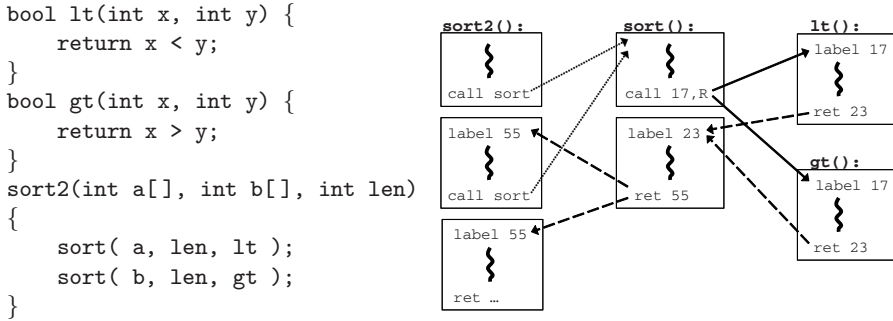 bool lt(int x, int y) {
    return x < y;
}
bool gt(int x, int y) {
    return x > y;
}
sort2(int a[], int b[], int len)
{
    sort( a, len, lt );
    sort( b, len, gt );
}
sort2():
call sort
label 55
call sort
label 55
ret …
sort():
call 17,R
label 23
ret 55
lt():
label 17
ret 23
gt():
label 17
ret 23